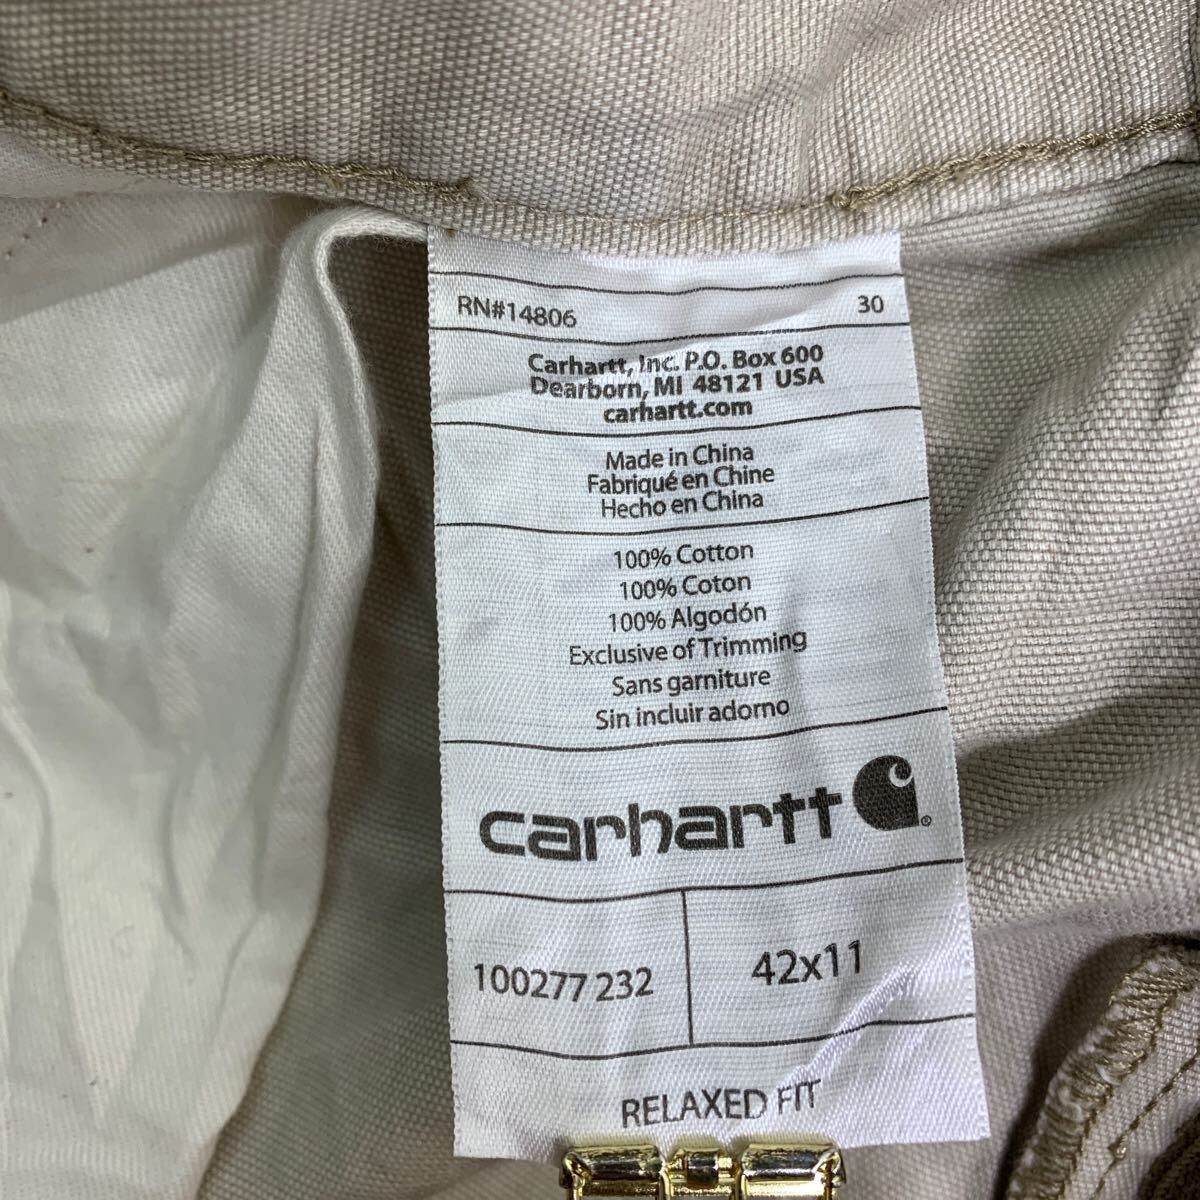 RN#14806 30
Carhartt, Inc. P.O. Box 600
Dearborn, MI 48121 USA
carhartt.com
Made in China
Fabriqué en Chine
Hecho en China
100% Cotton
100% Coton
100% Algodón
Exclusive of Trimming
Sans garniture
Sin incluir adorno
carhartt®
100277 232 42x11
RELAXED FIT